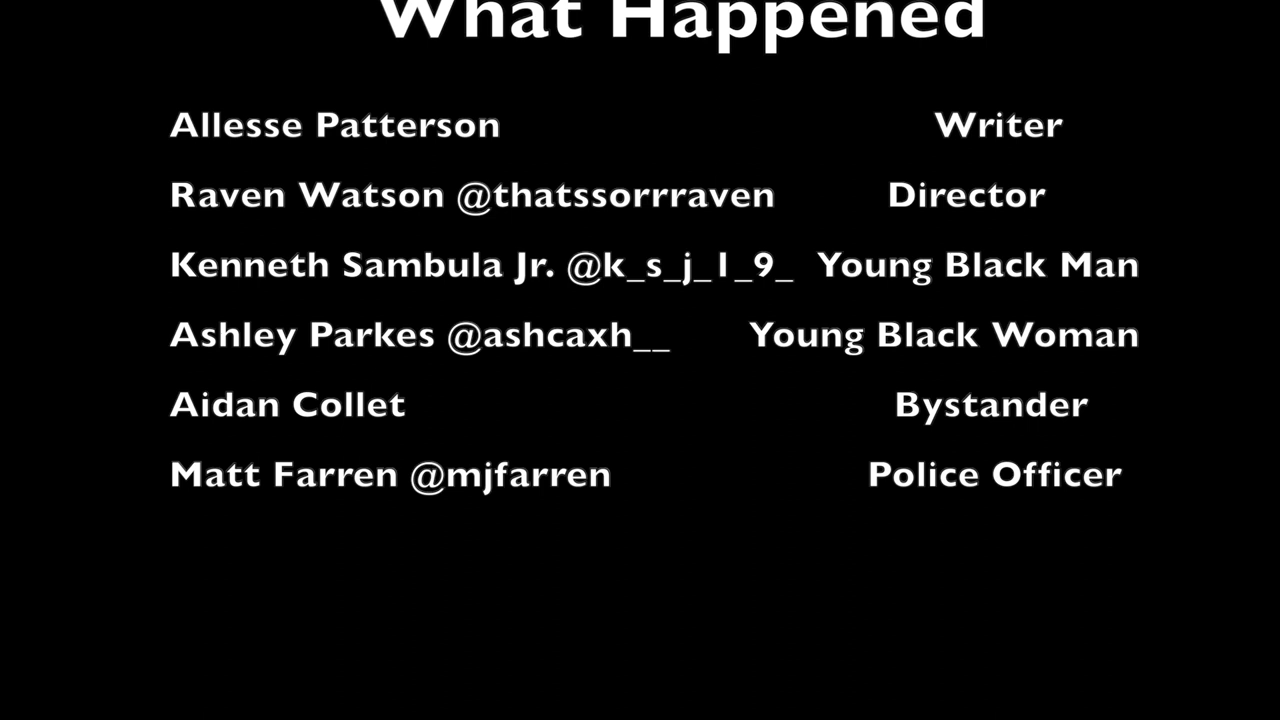 What Happened
Allesse Patterson Writer
Raven Watson @thatssorrraven Director
Kenneth Sambula Jr. @k_s_j_1_9_ Young Black Man
Ashley Parkes @ashcaxh__ Young Black Woman
Aidan Collet Bystander
Matt Farren @mjfarren Police Officer